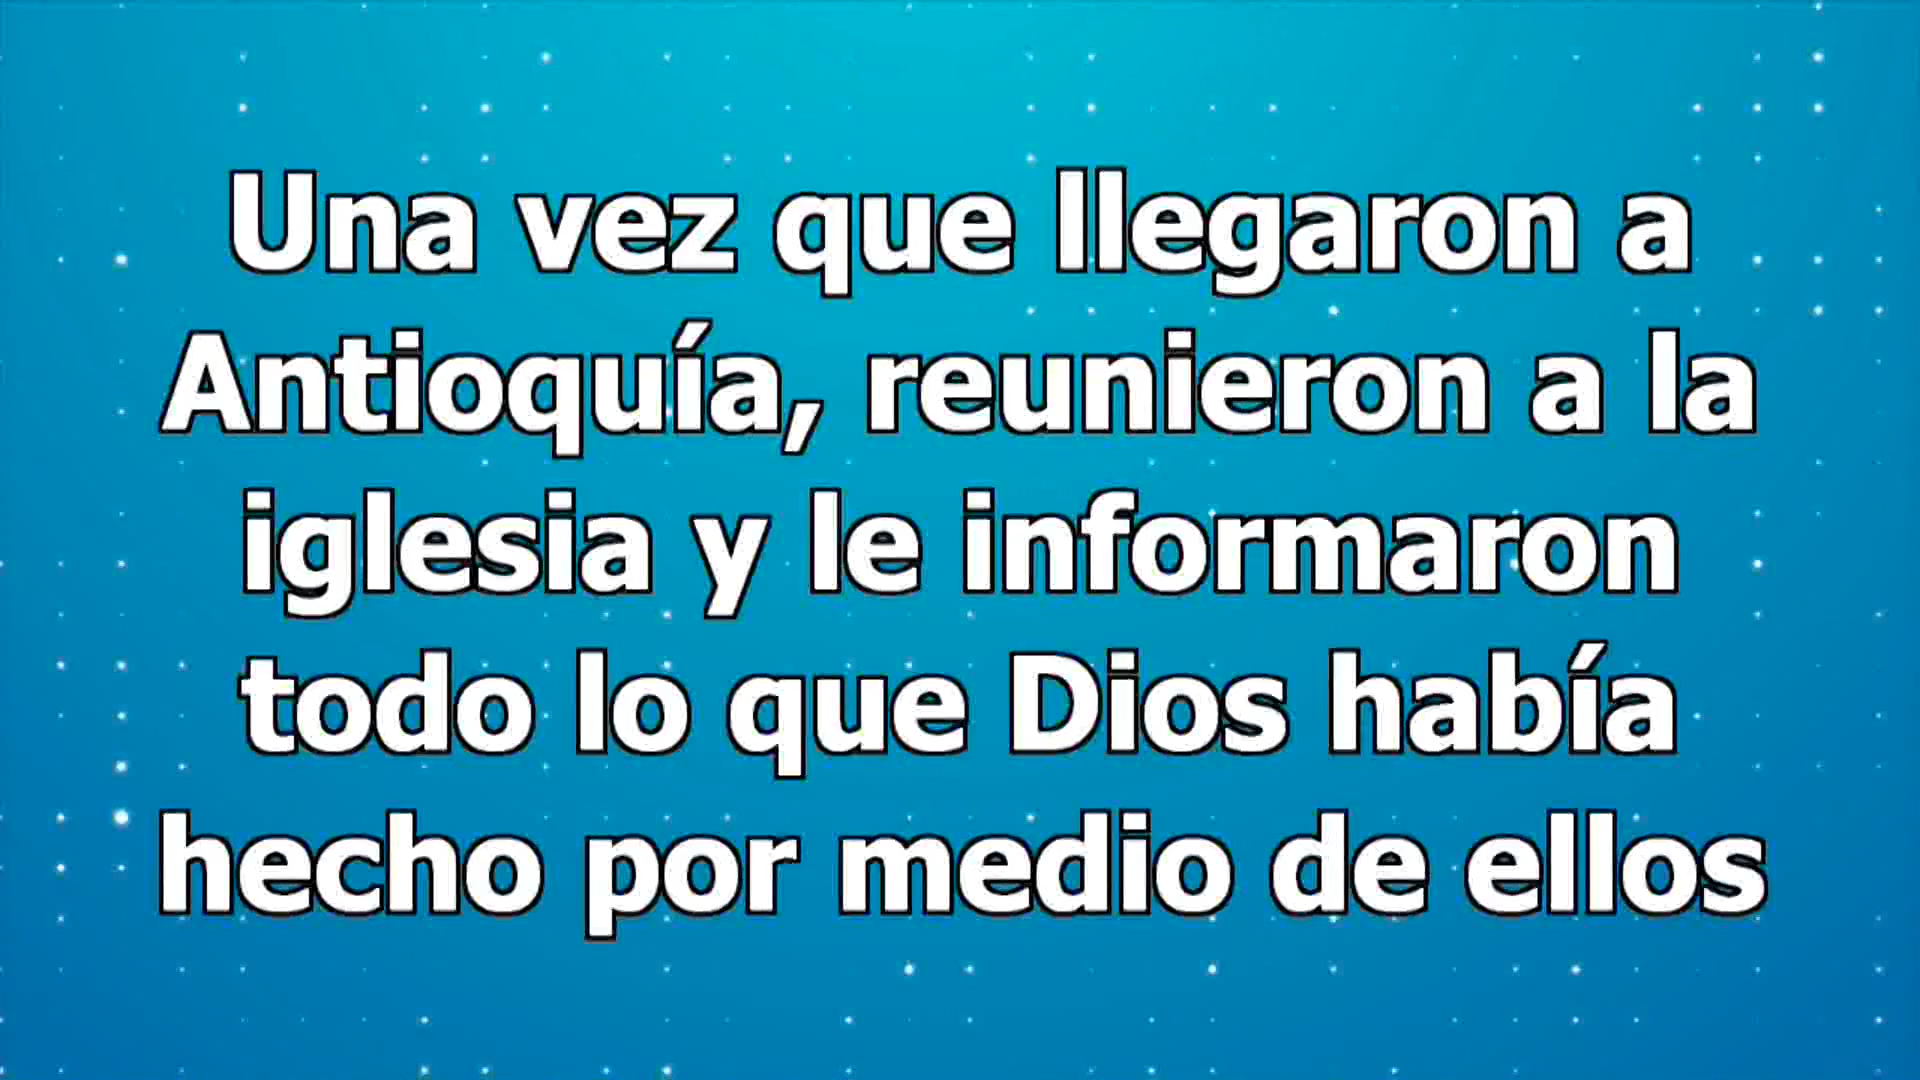 Una vez que llegaron a
Antioquía, reunieron a la
iglesia y le informaron
todo lo que Dios había
hecho por medio de ellos